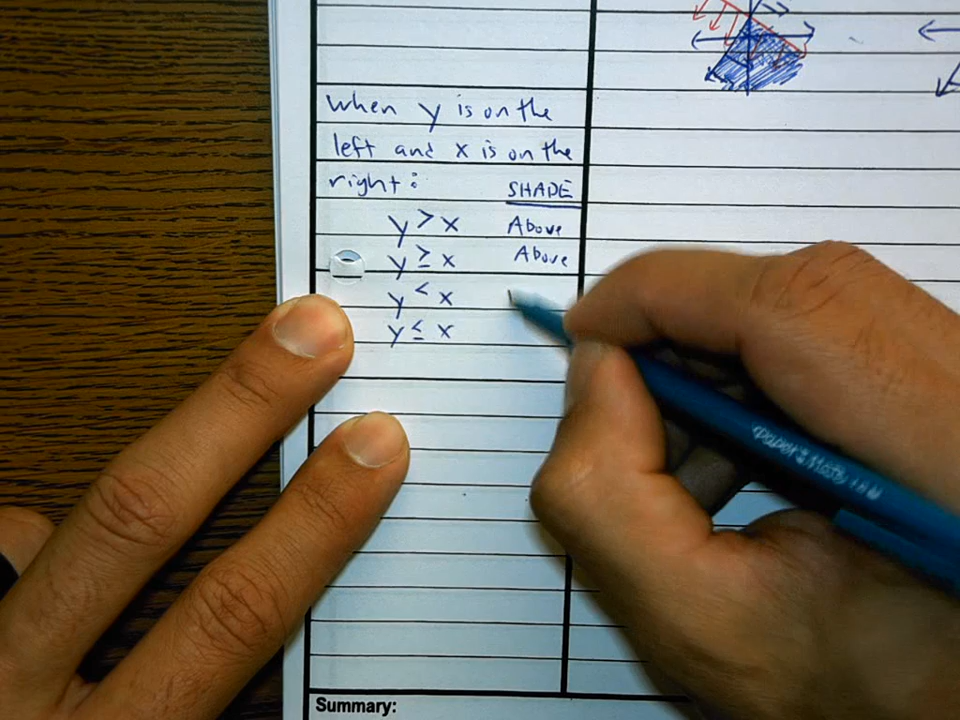 when y is on the
left and x is on the
right: SHADE
y > x Above
y ≥ x Above
y < x
y ≤ x
Summary: